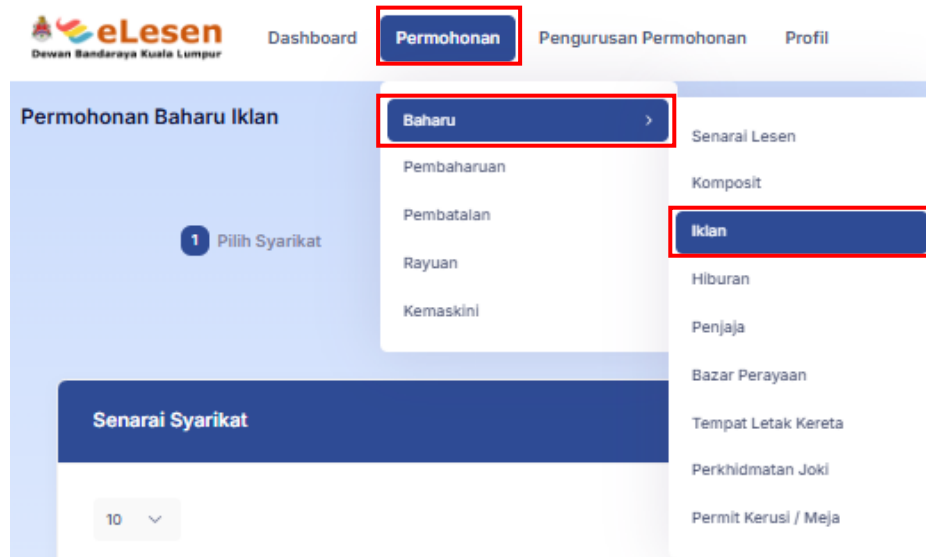 eLesen
Dewan Bandaraya Kuala Lumpur
Dashboard
Permohonan
Pengurusan Permohonan
Profil
Permohonan Baharu Iklan
Baharu
Pembaharuan
Pembatalan
Rayuan
Kemaskini
Senarai Lesen
Komposit
Iklan
Hiburan
Penjaja
Bazar Perayaan
Tempat Letak Kereta
Perkhidmatan Joki
Permit Kerusi / Meja
1 Pilih Syarikat
Senarai Syarikat
10